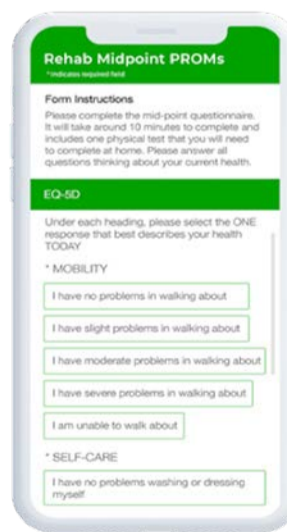 Rehab Midpoint PROMs
* Indicates required field
Form Instructions
Please complete the mid-point questionnaire.
It will take around 10 minutes to complete and
includes one physical test that you will need
to complete at home. Please answer all
questions thinking about your current health.
EQ-5D
Under each heading, please select the ONE
response that best describes your health
TODAY
* MOBILITY
I have no problems in walking about
I have slight problems in walking about
I have moderate problems in walking about
I have severe problems in walking about
I am unable to walk about
* SELF-CARE
I have no problems washing or dressing
myself